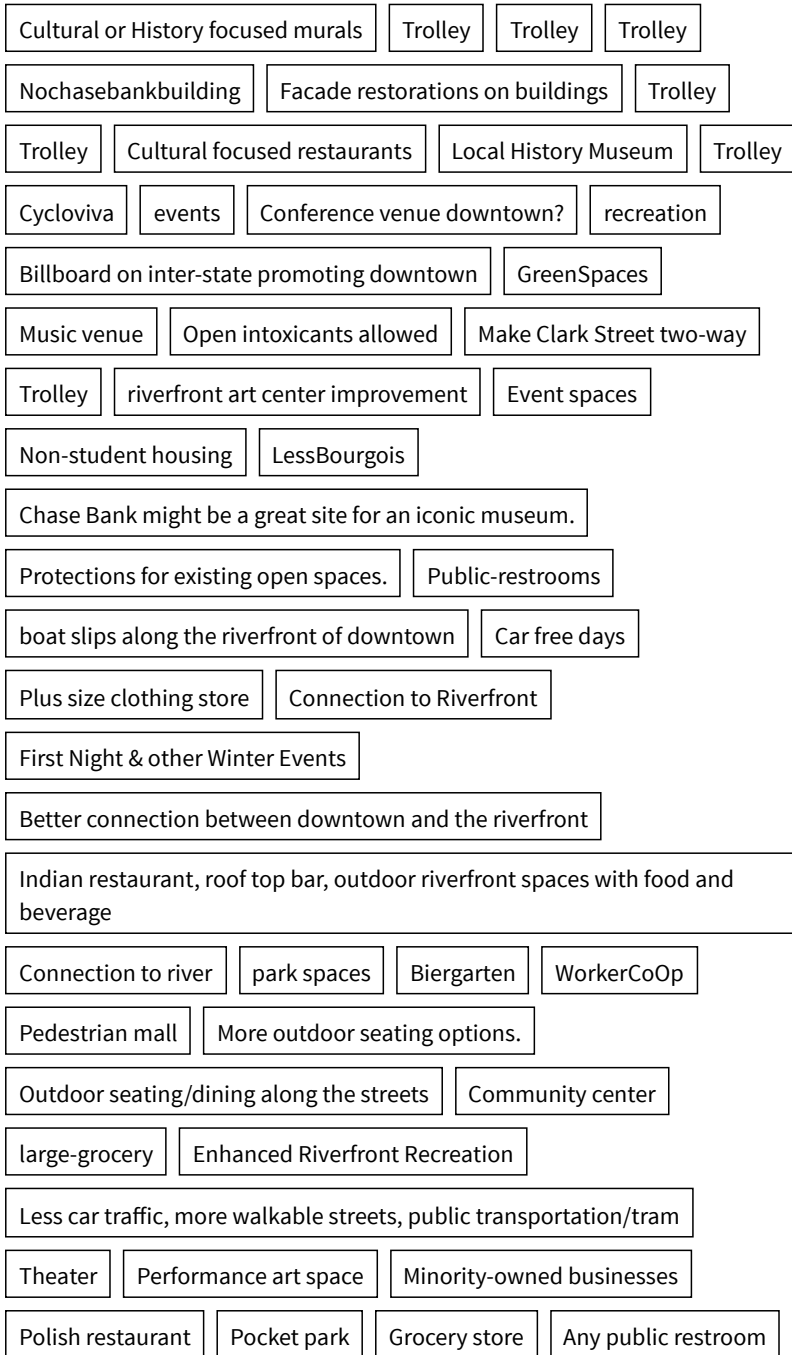 Cultural or History focused murals Trolley Trolley Trolley
Nochasebankbuilding Facade restorations on buildings Trolley
Trolley Cultural focused restaurants Local History Museum Trolley
Cycloviva events Conference venue downtown? recreation
Billboard on inter-state promoting downtown GreenSpaces
Music venue Open intoxicants allowed Make Clark Street two-way
Trolley riverfront art center improvement Event spaces
Non-student housing LessBourgois
Chase Bank might be a great site for an iconic museum.
Protections for existing open spaces. Public-restrooms
boat slips along the riverfront of downtown Car free days
Plus size clothing store Connection to Riverfront
First Night & other Winter Events
Better connection between downtown and the riverfront
Indian restaurant, roof top bar, outdoor riverfront spaces with food and
beverage
Connection to river park spaces Biergarten WorkerCoOp
Pedestrian mall More outdoor seating options.
Outdoor seating/dining along the streets Community center
large-grocery Enhanced Riverfront Recreation
Less car traffic, more walkable streets, public transportation/tram
Theater Performance art space Minority-owned businesses
Polish restaurant Pocket park Grocery store Any public restroom